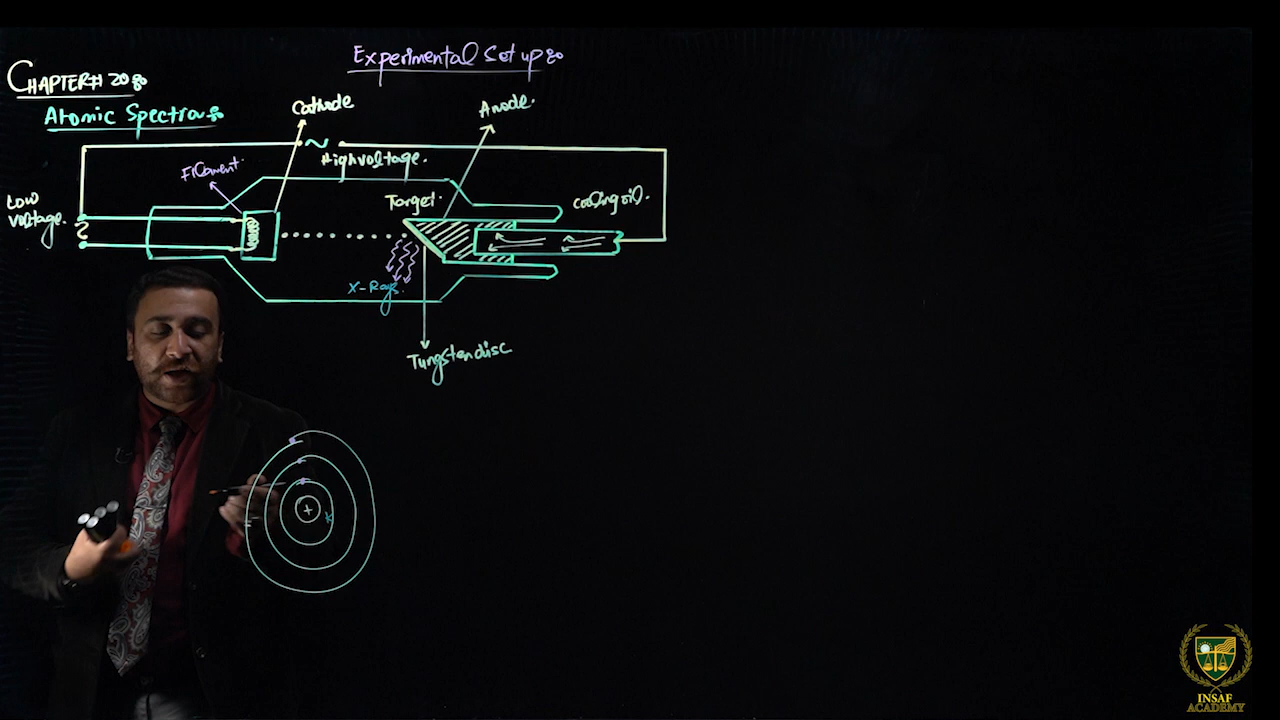 Experimental Set up :
CHAPTER# 20 :
Atomic Spectra :
Cathode
Anode.
~
High voltage.
Filament.
Low
voltage.
Target.
cooling oil.
X-Rays.
Tungsten disc
+
K
INSAF
ACADEMY